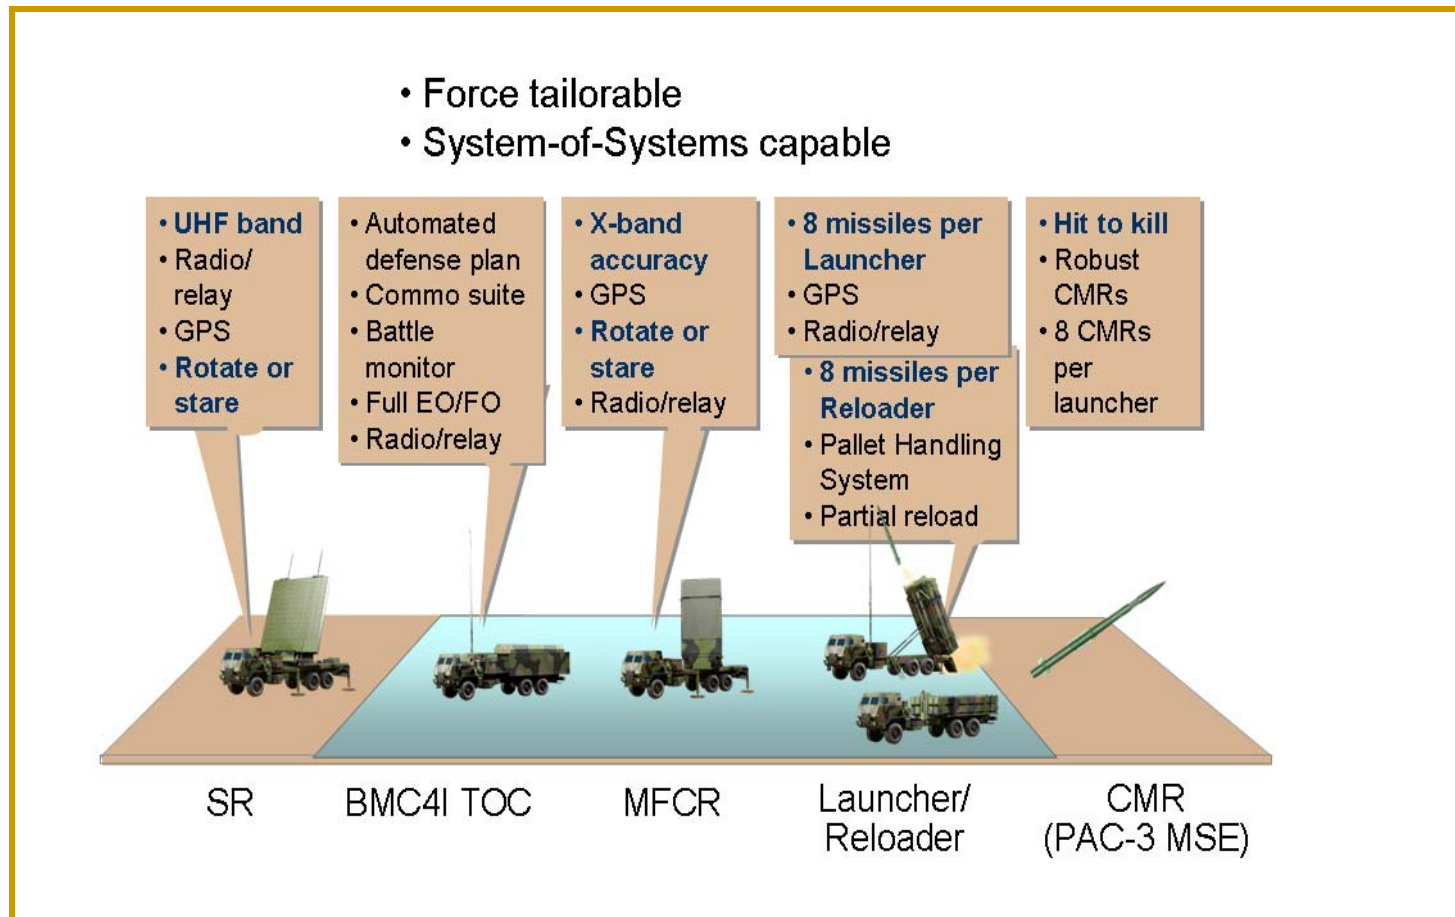 • Force tailorable
• System-of-Systems capable
• UHF band
• Radio/
relay
• GPS
• Rotate or
stare
• Automated
defense plan
• Commo suite
• Battle
monitor
• Full EO/FO
• Radio/relay
• X-band
accuracy
• GPS
• Rotate or
stare
• Radio/relay
• 8 missiles per
Launcher
• GPS
• Radio/relay
• 8 missiles per
Reloader
• Pallet Handling
System
• Partial reload
• Hit to kill
• Robust
CMRs
• 8 CMRs
per
launcher
SR
BMC4I TOC
MFCR
Launcher/
Reloader
CMR
(PAC-3 MSE)